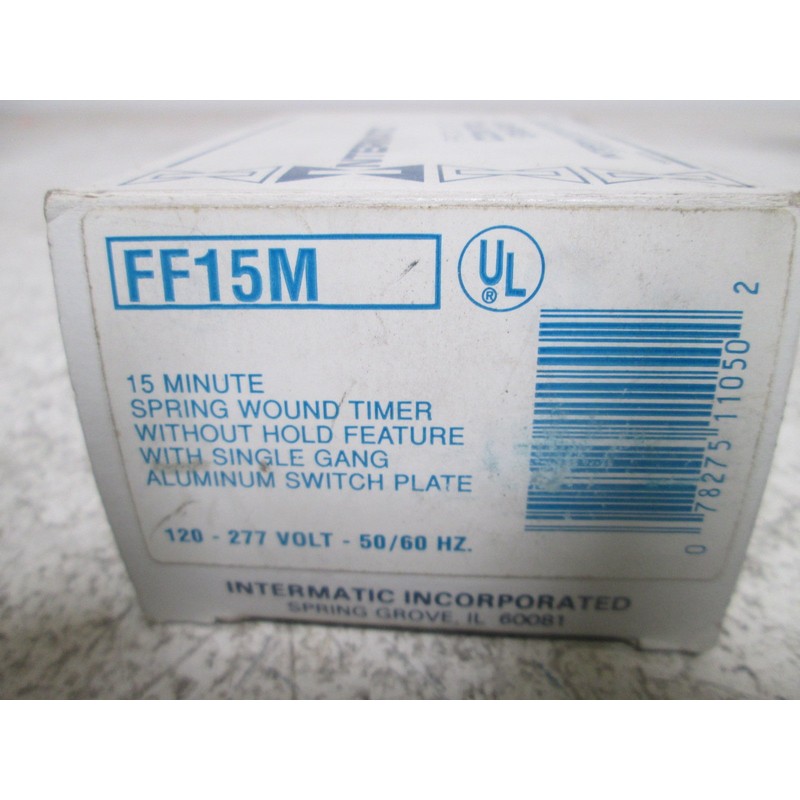 INTERMATIC
FF15M
UL
®
15 MINUTE
SPRING WOUND TIMER
WITHOUT HOLD FEATURE
WITH SINGLE GANG
ALUMINUM SWITCH PLATE
120 - 277 VOLT - 50/60 HZ.
0 78275 11050 2
INTERMATIC INCORPORATED
SPRING GROVE, IL 60081